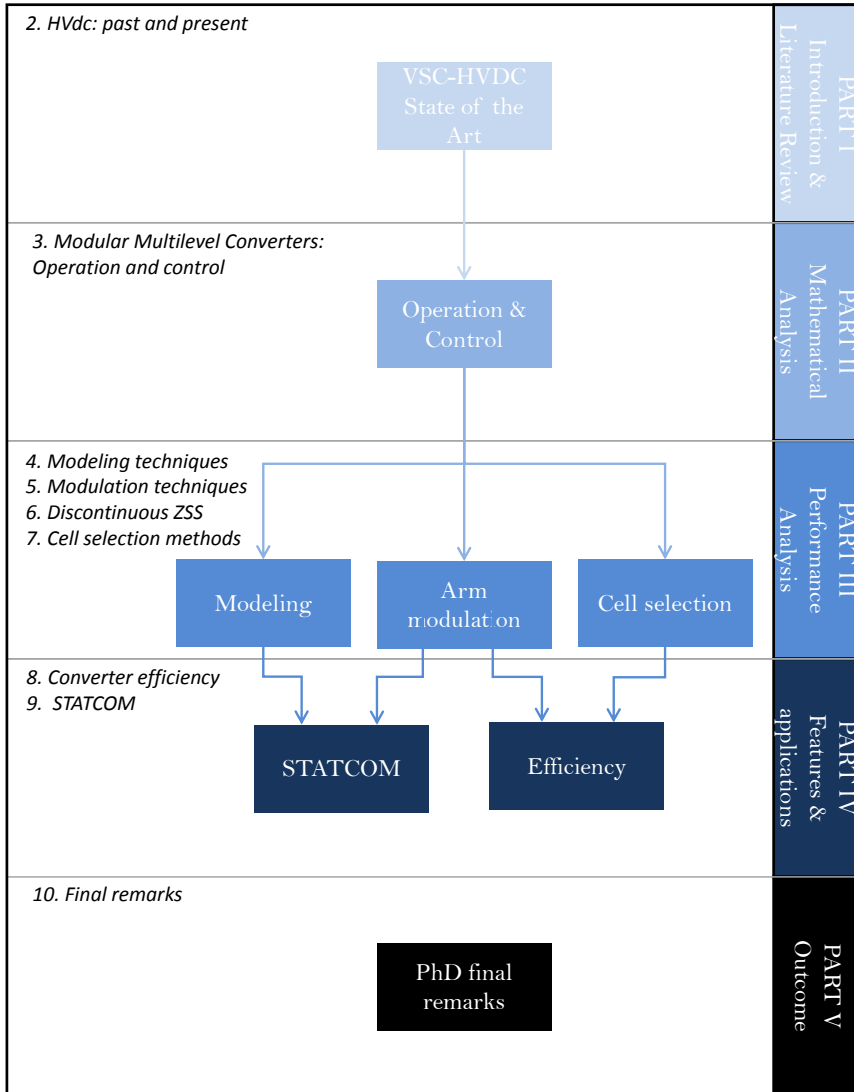 2. HVdc: past and present
VSC-HVDC
State of the
Art
PART I
Introduction &
Literature Review
3. Modular Multilevel Converters:
Operation and control
Operation &
Control
PART II
Mathematical
Analysis
4. Modeling techniques
5. Modulation techniques
6. Discontinuous ZSS
7. Cell selection methods
Modeling
Arm
modulation
Cell selection
PART III
Performance
Analysis
8. Converter efficiency
9. STATCOM
STATCOM
Efficiency
PART IV
Features &
applications
10. Final remarks
PhD final
remarks
PART V
Outcome